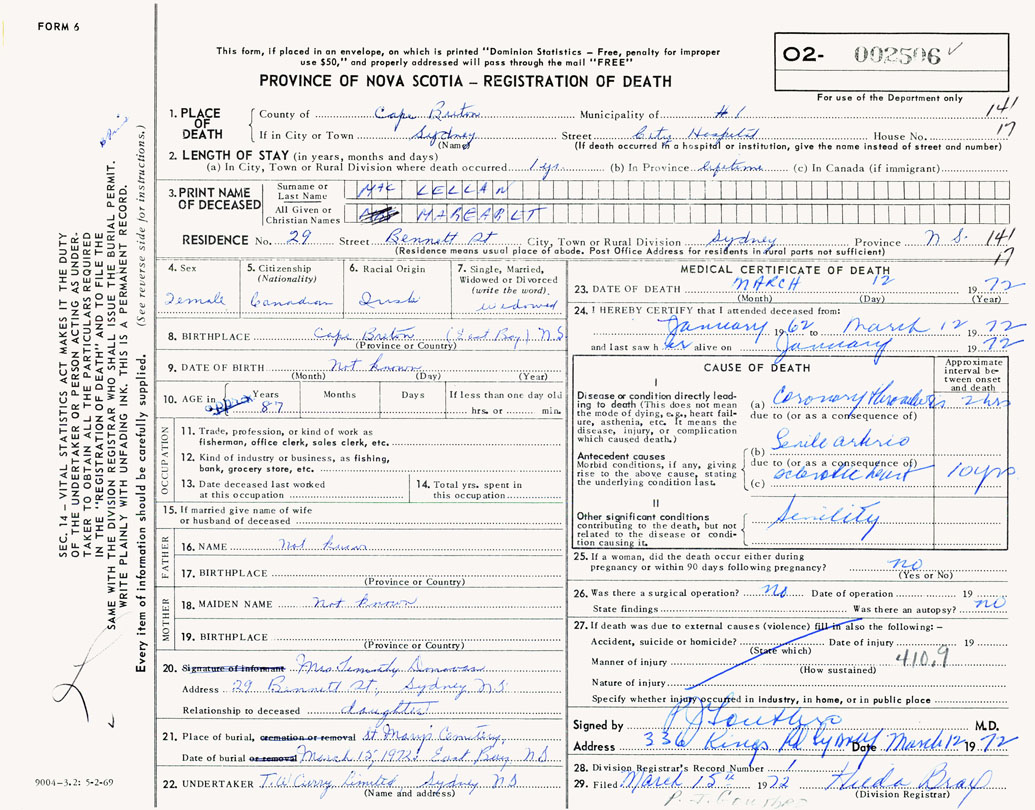 FORM 6
This form, if placed in an envelope, on which is printed "Dominion Statistics – Free, penalty for improper
use $50," and properly addressed will pass through the mail "FREE"
PROVINCE OF NOVA SCOTIA – REGISTRATION OF DEATH
02- 002506
For use of the Department only
1. PLACE OF DEATH County of Cape Breton Municipality of #1 141
If in City or Town Sydney Street City Hospital House No. 17
(Name) (If death occurred in a hospital or institution, give the name instead of street and number)
2. LENGTH OF STAY (in years, months and days)
(a) In City, Town or Rural Division where death occurred 1 yr. (b) In Province Lifetime (c) In Canada (if immigrant)
3. PRINT NAME OF DECEASED Surname or Last Name MAC LELLAN
All Given or Christian Names MARGARET
RESIDENCE No. 29 Street Bennett St City, Town or Rural Division Sydney Province N S. 141
(Residence means usual place of abode. Post Office Address for residents in rural parts not sufficient) 17
4. Sex Female
5. Citizenship (Nationality) Canadian
6. Racial Origin Irish
7. Single, Married, Widowed or Divorced (write the word) widowed
8. BIRTHPLACE Cape Breton (East Bay) N S
(Province or Country)
9. DATE OF BIRTH Not known
(Month) (Day) (Year)
10. AGE in approx Years 87 Months Days If less than one day old
hrs. or min.
OCCUPATION
11. Trade, profession, or kind of work as
fisherman, office clerk, sales clerk, etc.
12. Kind of industry or business, as fishing,
bank, grocery store, etc.
13. Date deceased last worked
at this occupation
14. Total yrs. spent in
this occupation
15. If married give name of wife
or husband of deceased
FATHER
16. NAME Not known
17. BIRTHPLACE
(Province or Country)
MOTHER
18. MAIDEN NAME Not known
19. BIRTHPLACE
(Province or Country)
20. Signature of informant Mrs Timothy Donovan
Address 29 Bennett St, Sydney N S
Relationship to deceased daughter
21. Place of burial, cremation or removal St Marys Cemetery,
Date of burial or removal March 15, 1972 East Bay N S
22. UNDERTAKER T W Curry Limited Sydney N S
(Name and address)
MEDICAL CERTIFICATE OF DEATH
23. DATE OF DEATH MARCH 12 1972
(Month) (Day) (Year)
24. I HEREBY CERTIFY that I attended deceased from:
January 1962 to March 12 1972
and last saw her alive on January 1972
CAUSE OF DEATH
Approximate interval between onset and death
I
Disease or condition directly leading to death (This does not mean the mode of dying, e.g., heart failure, asthenia, etc. It means the disease, injury, or complication which caused death.)
(a) Coronary thrombosis 2 hrs
due to (or as a consequence of)
Antecedent causes
Morbid conditions, if any, giving rise to the above cause, stating the underlying condition last.
(b) Senile arterio
due to (or as a consequence of)
(c) sclerotic heart 10 yrs
II
Other significant conditions
contributing to the death, but not related to the disease or condition causing it.
Senility
25. If a woman, did the death occur either during
pregnancy or within 90 days following pregnancy? no
(Yes or No)
26. Was there a surgical operation? No Date of operation 19
State findings Was there an autopsy? no
27. If death was due to external causes (violence) fill in also the following: –
Accident, suicide or homicide? Date of injury 19
(State which)
Manner of injury 410.9
(How sustained)
Nature of injury
Specify whether injury occurred in industry, in home, or in public place
Signed by M.D.
Address 336 Kings Rd Sydney Date March 12 1972
28. Division Registrar's Record Number 1
29. Filed March 15th 1972
(Division Registrar)
SEC. 14 – VITAL STATISTICS ACT MAKES IT THE DUTY
OF THE UNDERTAKER OR PERSON ACTING AS UNDER-
TAKER TO OBTAIN ALL THE PARTICULARS REQUIRED
IN THE "REGISTRATION OF DEATH" AND TO FILE THE
SAME WITH THE DIVISION REGISTRAR WHO SHALL ISSUE THE BURIAL PERMIT.
WRITE PLAINLY WITH UNFADING INK. THIS IS A PERMANENT RECORD.
Every item of information should be carefully supplied. (See reverse side for instructions.)
9004-3.2: 5-2-69